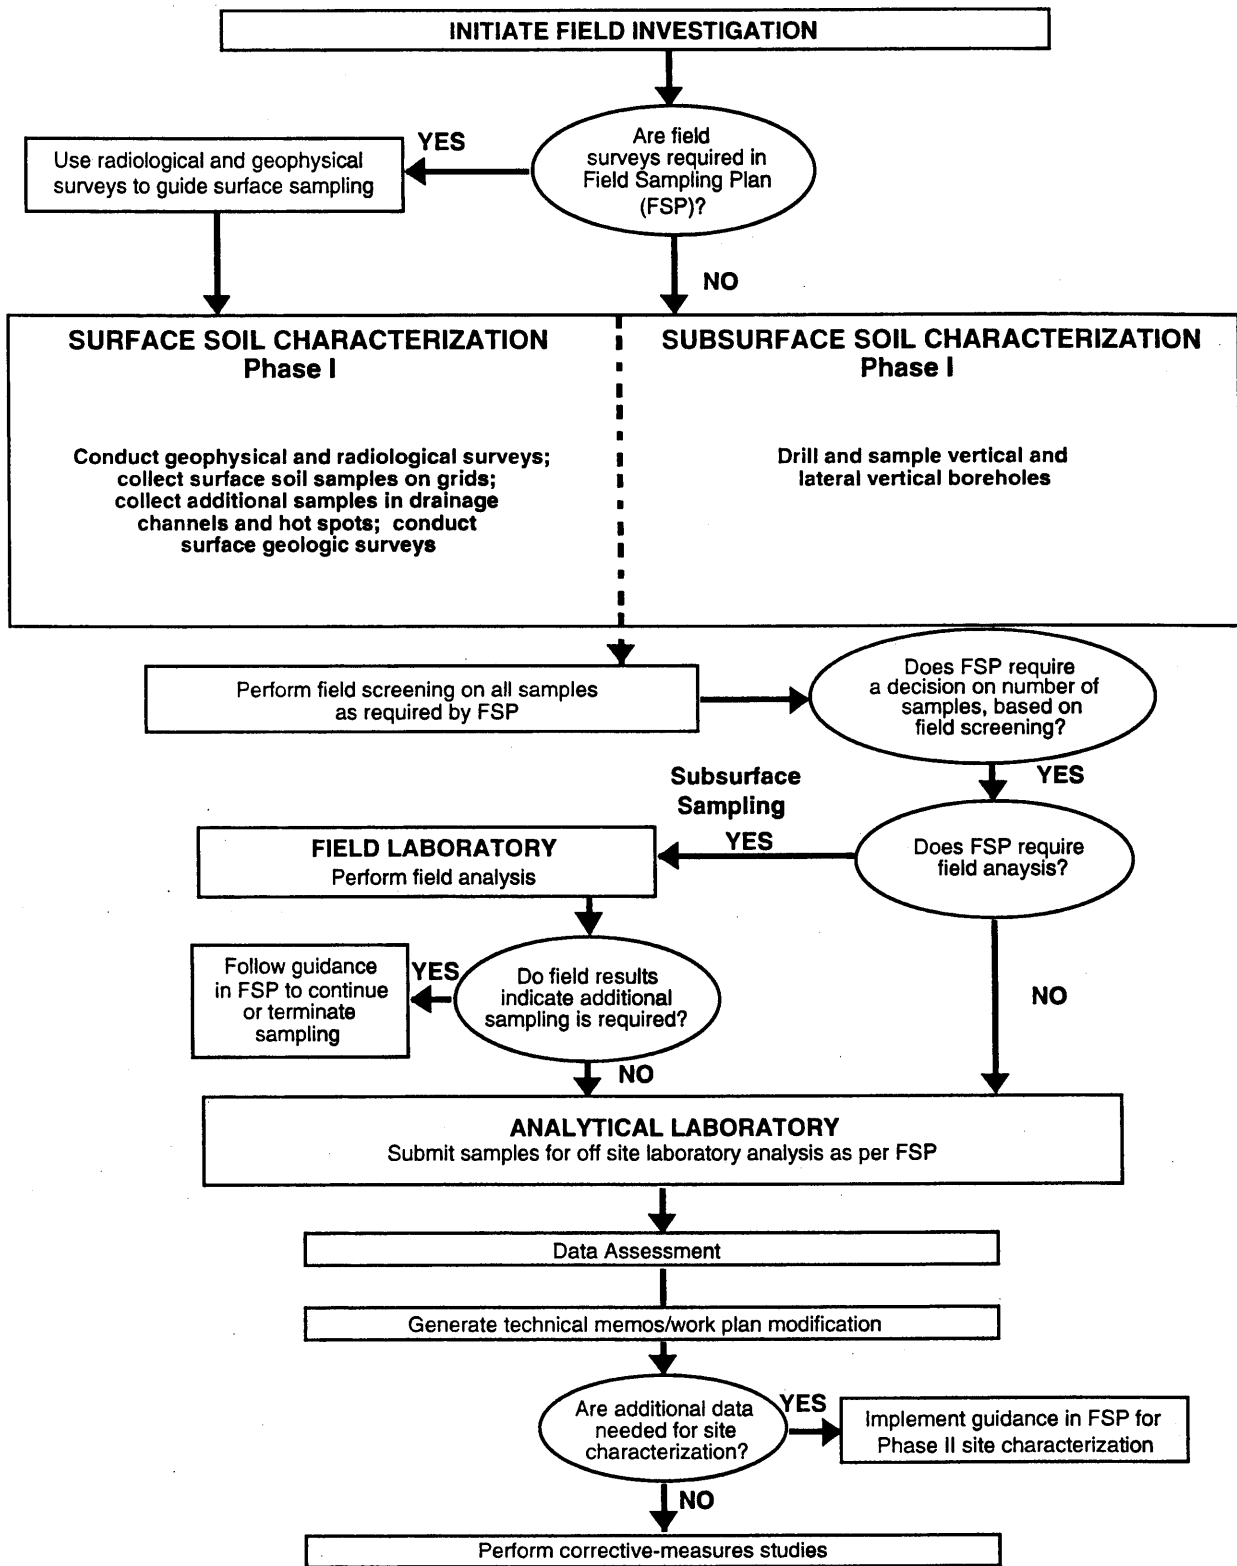 INITIATE FIELD INVESTIGATION
Are field
surveys required in
Field Sampling Plan
(FSP)?
YES
Use radiological and geophysical
surveys to guide surface sampling
NO
SURFACE SOIL CHARACTERIZATION
Phase I
Conduct geophysical and radiological surveys;
collect surface soil samples on grids;
collect additional samples in drainage
channels and hot spots; conduct
surface geologic surveys
SUBSURFACE SOIL CHARACTERIZATION
Phase I
Drill and sample vertical and
lateral vertical boreholes
Perform field screening on all samples
as required by FSP
Does FSP require
a decision on number of
samples, based on
field screening?
YES
Does FSP require
field anaysis?
Subsurface
Sampling
YES
FIELD LABORATORY
Perform field analysis
Do field results
indicate additional
sampling is required?
YES
Follow guidance
in FSP to continue
or terminate
sampling
NO
NO
ANALYTICAL LABORATORY
Submit samples for off site laboratory analysis as per FSP
Data Assessment
Generate technical memos/work plan modification
Are additional data
needed for site
characterization?
YES
Implement guidance in FSP for
Phase II site characterization
NO
Perform corrective-measures studies